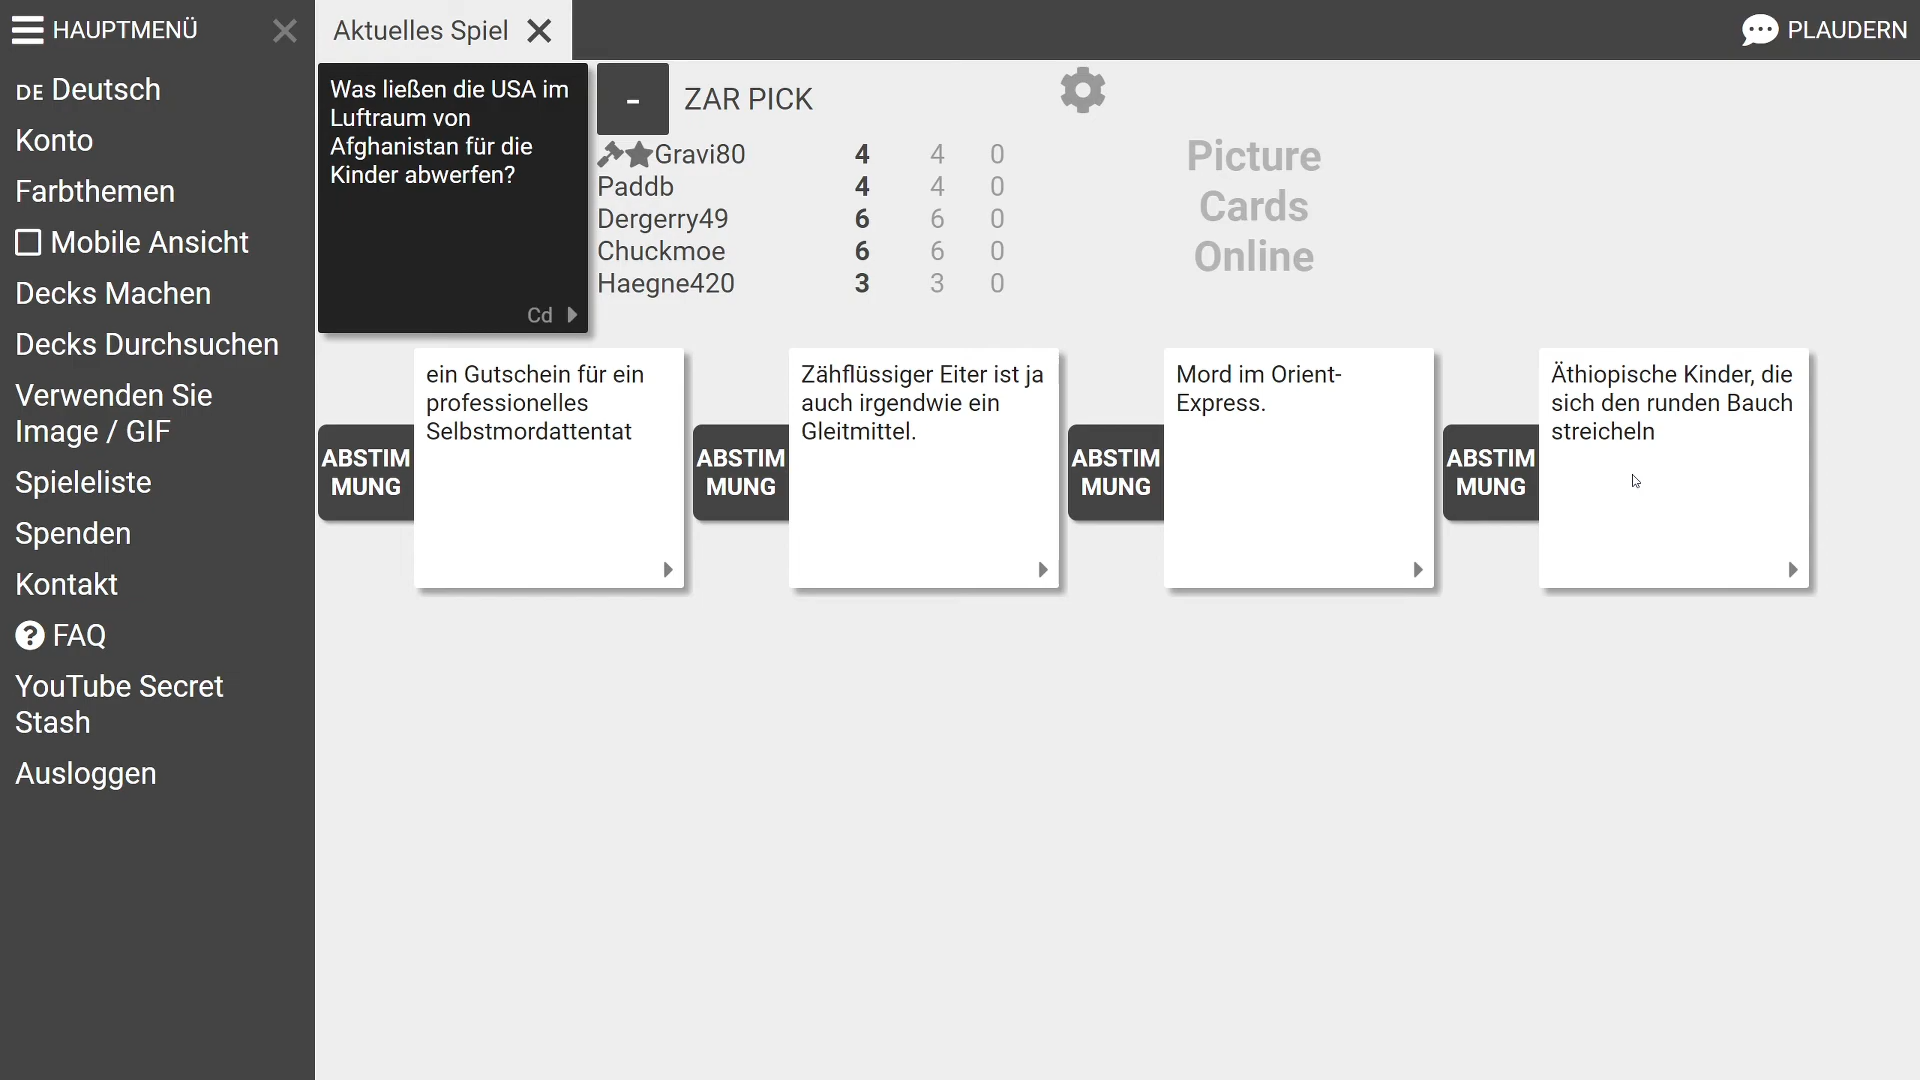 HAUPTMENÜ
Aktuelles Spiel
PLAUDERN
DE Deutsch
Konto
Farbthemen
Mobile Ansicht
Decks Machen
Decks Durchsuchen
Verwenden Sie
Image / GIF
Spieleliste
Spenden
Kontakt
? FAQ
YouTube Secret
Stash
Ausloggen
Was ließen die USA im
Luftraum von
Afghanistan für die
Kinder abwerfen?
Cd
-
ZAR PICK
Gravi80 4 4 0
Paddb 4 4 0
Dergerry49 6 6 0
Chuckmoe 6 6 0
Haegne420 3 3 0
Picture
Cards
Online
ABSTIM
MUNG
ein Gutschein für ein
professionelles
Selbstmordattentat
ABSTIM
MUNG
Zähflüssiger Eiter ist ja
auch irgendwie ein
Gleitmittel.
ABSTIM
MUNG
Mord im Orient-
Express.
ABSTIM
MUNG
Äthiopische Kinder, die
sich den runden Bauch
streicheln